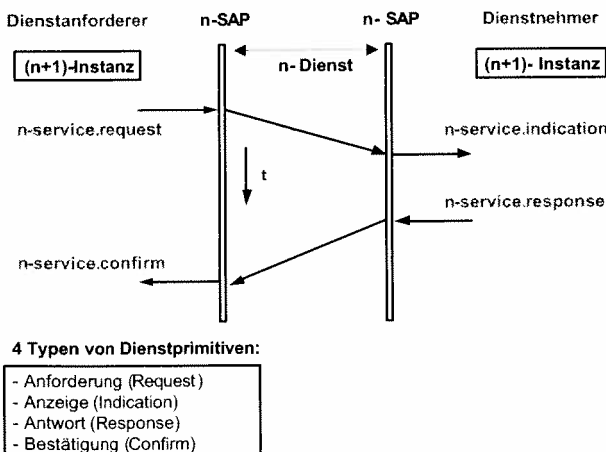 Dienstanforderer n-SAP n- SAP Dienstnehmer
(n+1)-Instanz n- Dienst (n+1)- Instanz
n-service.request n-service.indication
t
n-service.response
n-service.confirm
4 Typen von Dienstprimitiven:
- Anforderung (Request)
- Anzeige (Indication)
- Antwort (Response)
- Bestätigung (Confirm)